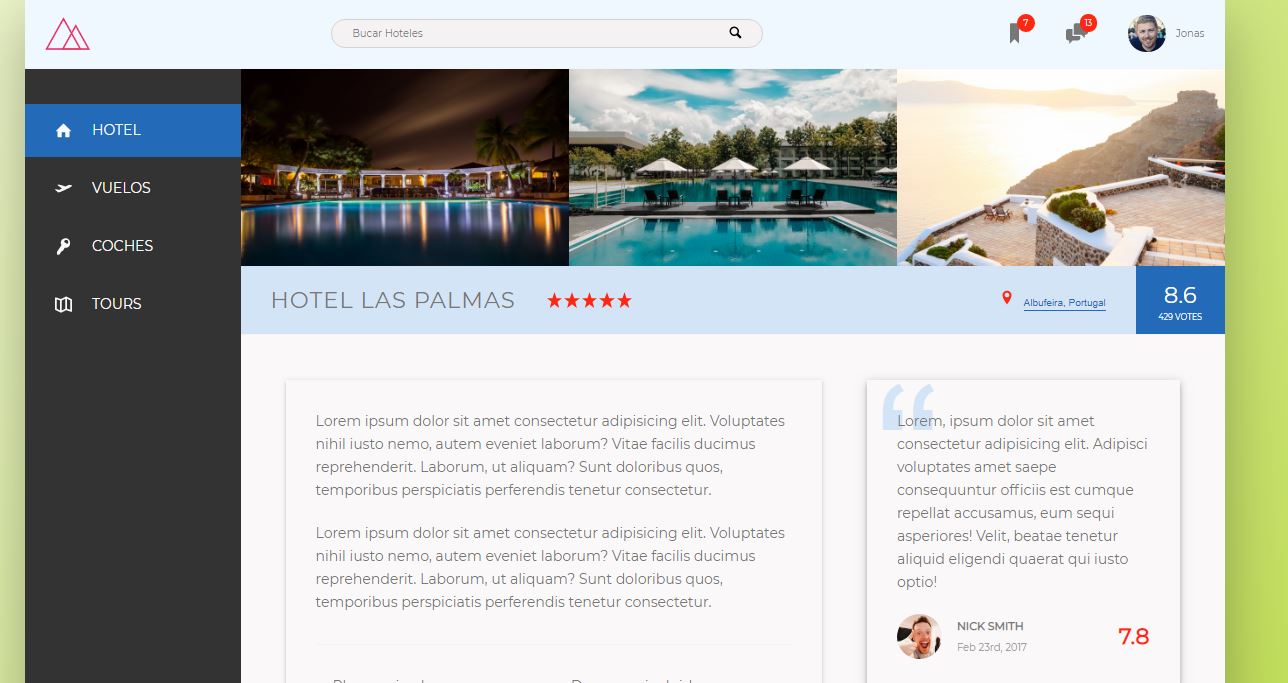 Bucar Hoteles
7
13
Jonas
HOTEL
VUELOS
COCHES
TOURS
HOTEL LAS PALMAS
Albufeira, Portugal
8.6
429 VOTES
Lorem ipsum dolor sit amet consectetur adipisicing elit. Voluptates
nihil iusto nemo, autem eveniet laborum? Vitae facilis ducimus
reprehenderit. Laborum, ut aliquam? Sunt doloribus quos,
temporibus perspiciatis perferendis tenetur consectetur.
Lorem ipsum dolor sit amet consectetur adipisicing elit. Voluptates
nihil iusto nemo, autem eveniet laborum? Vitae facilis ducimus
reprehenderit. Laborum, ut aliquam? Sunt doloribus quos,
temporibus perspiciatis perferendis tenetur consectetur.
“
Lorem, ipsum dolor sit amet
consectetur adipisicing elit. Adipisci
voluptates amet saepe
consequuntur officiis est cumque
repellat accusamus, eum sequi
asperiores! Velit, beatae tenetur
aliquid eligendi quaerat qui iusto
optio!
NICK SMITH
Feb 23rd, 2017
7.8